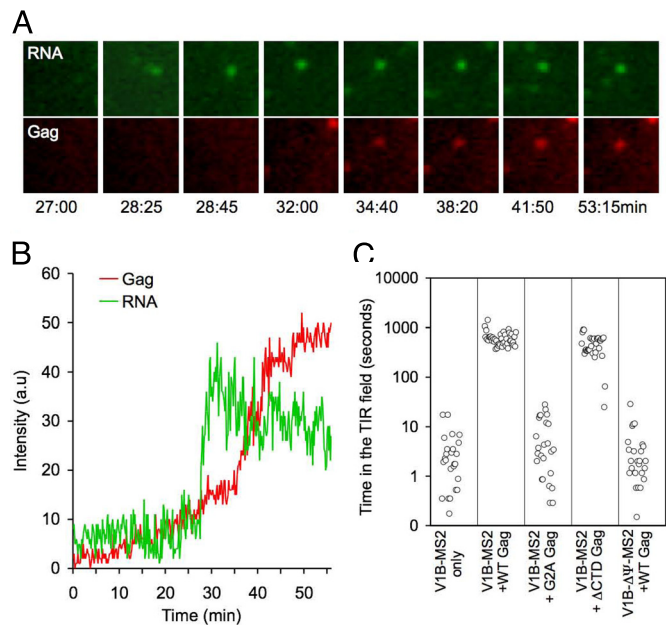 A
RNA
Gag
27:00 28:25 28:45 32:00 34:40 38:20 41:50 53:15min
B
60
50
40
30
20
10
0
Intensity (a.u)
Gag
RNA
0 10 20 30 40 50
Time (min)
C
10000
1000
100
10
1
0
Time in the TIR field (seconds)
V1B-MS2
only
V1B-MS2
+WT Gag
V1B-MS2
+ G2A Gag
V1B-MS2
+ ΔCTD Gag
V1B-ΔΨ-MS2
+WT Gag